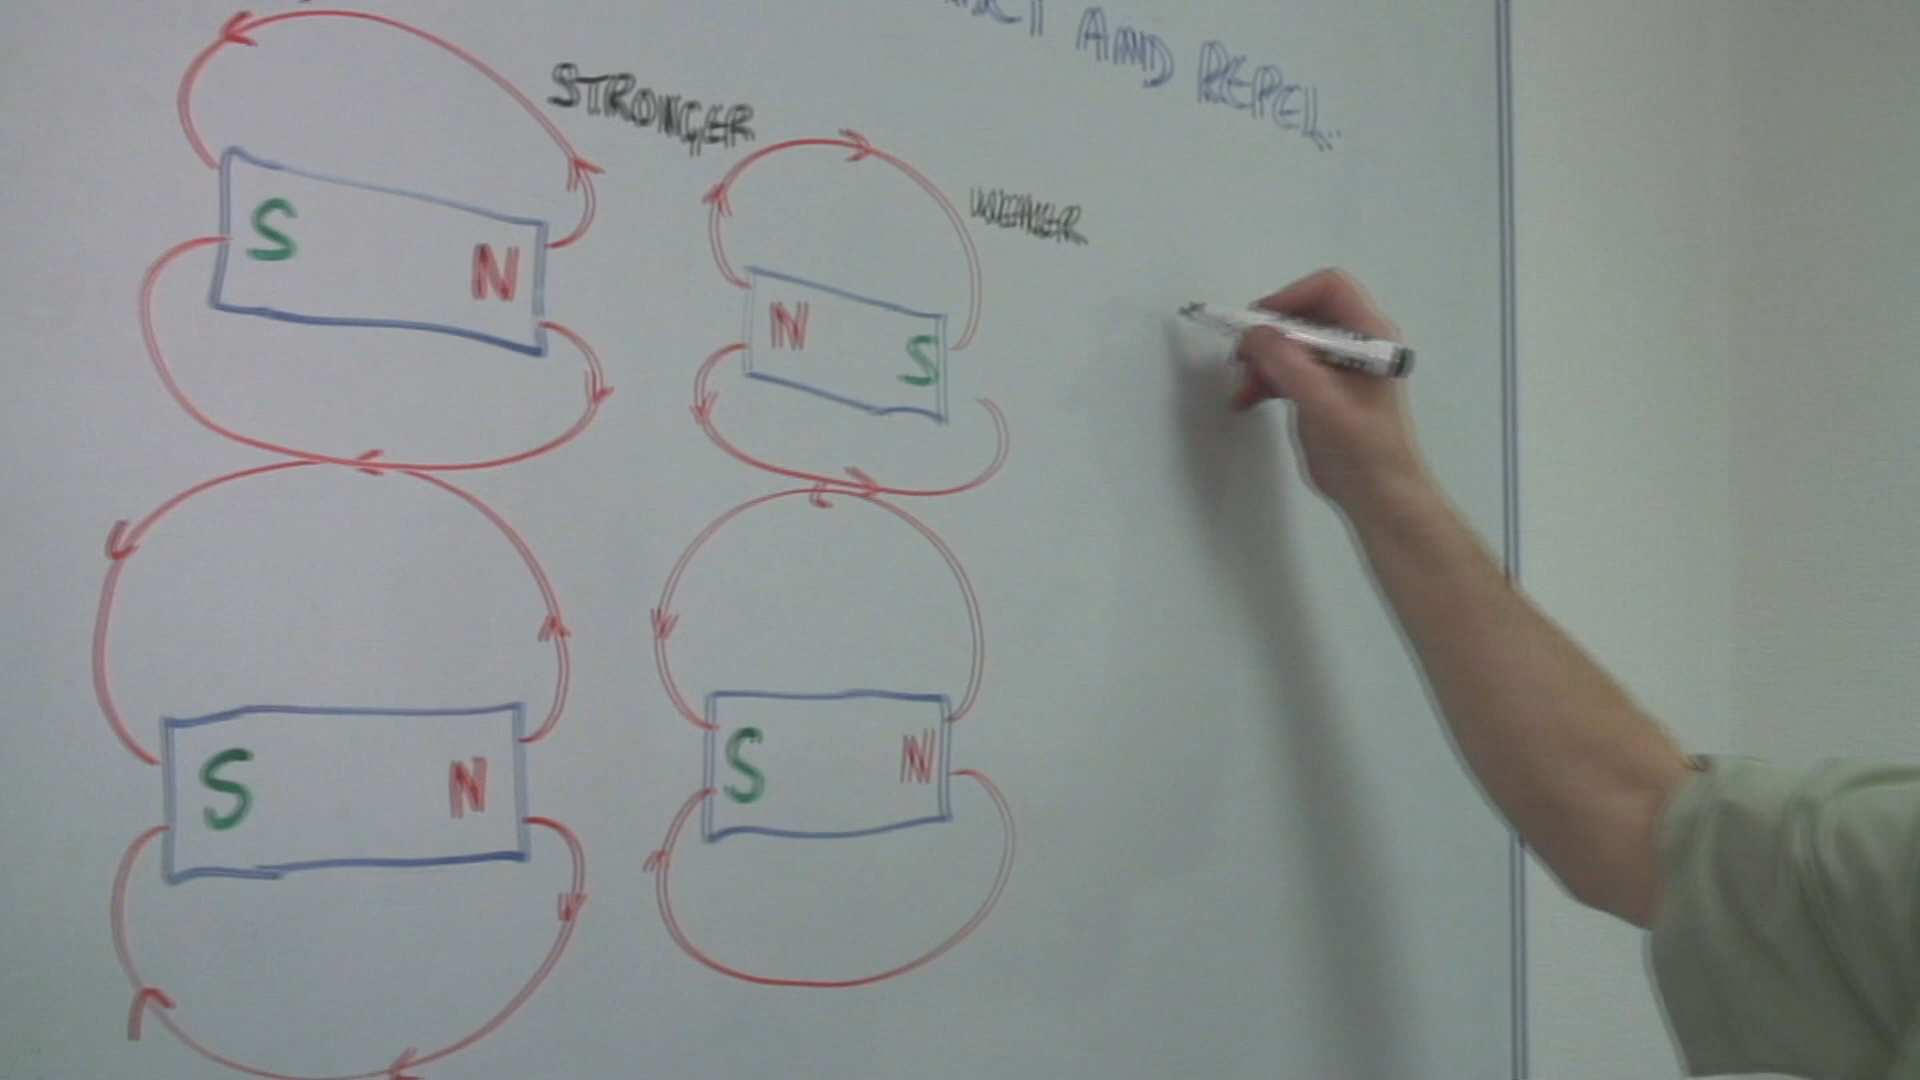 AND REPEL.
STRONGER
WEAKER
S N
N S
S N
S N